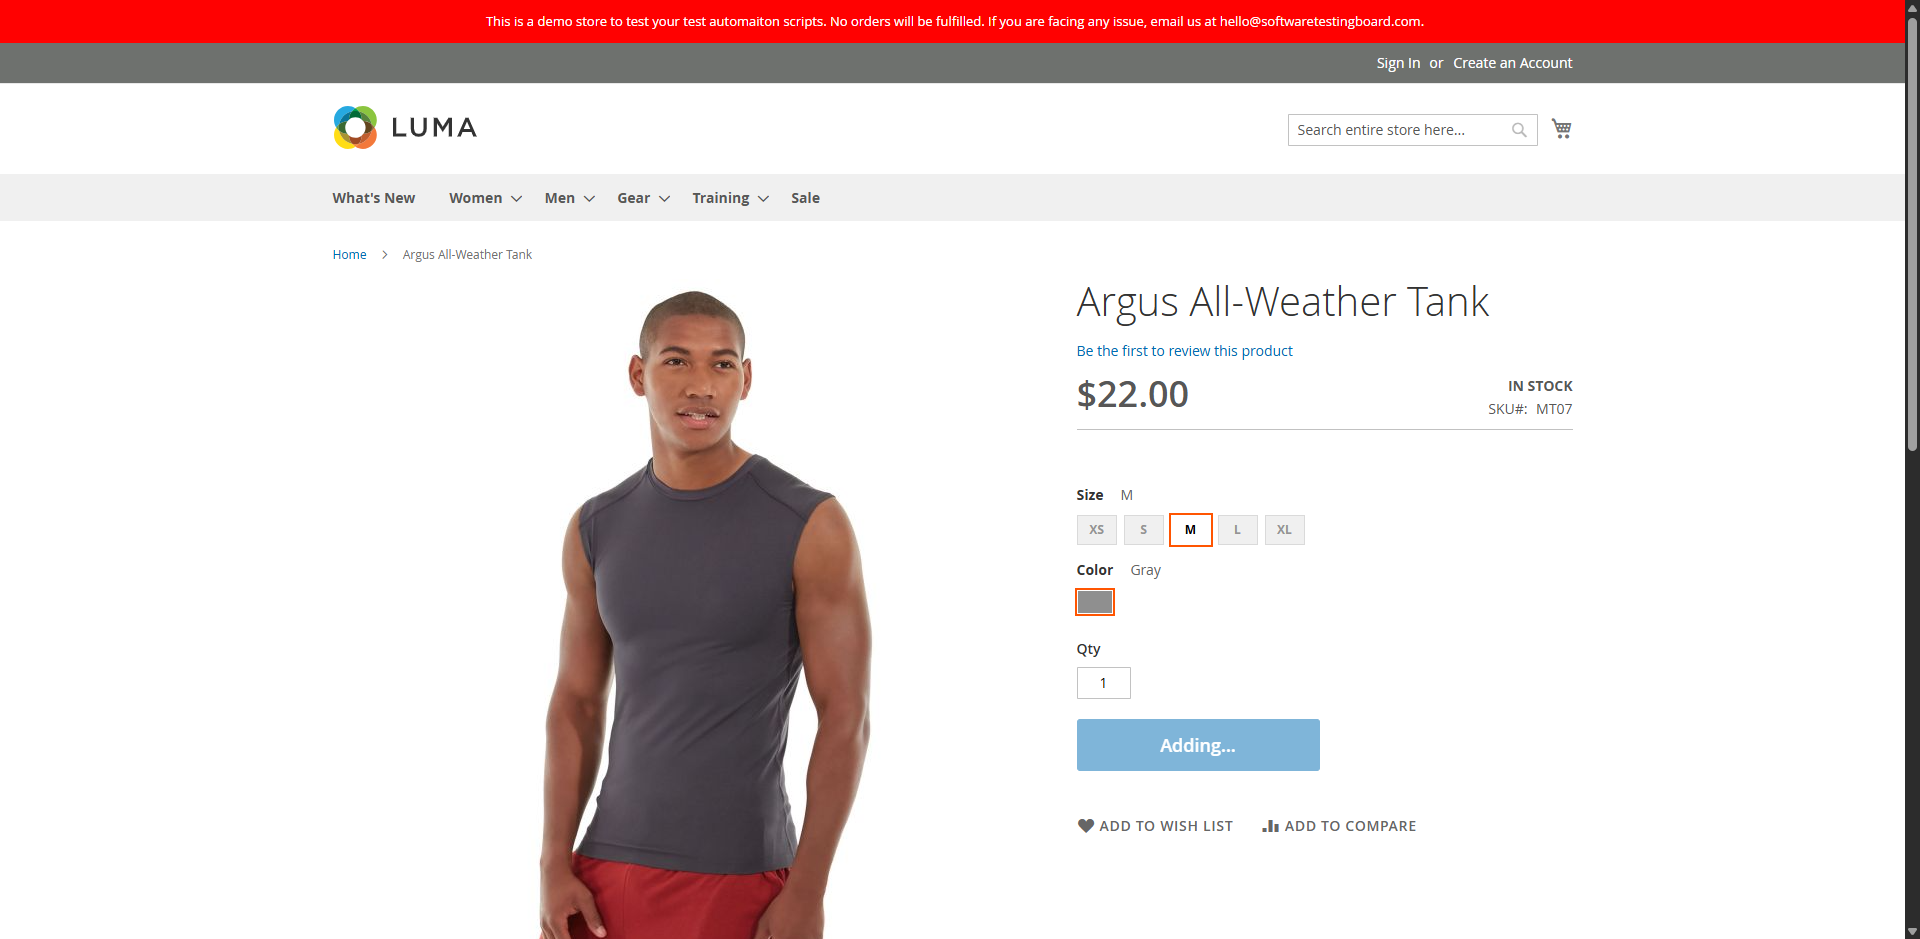 This is a demo store to test your test automaiton scripts. No orders will be fulfilled. If you are facing any issue, email us at hello@softwaretestingboard.com.
Sign In or Create an Account
LUMA
Search entire store here...
What's New Women Men Gear Training Sale
Home Argus All-Weather Tank
Argus All-Weather Tank
Be the first to review this product
$22.00
IN STOCK
SKU#: MT07
Size M
XS S M L XL
Color Gray
Qty
1
Adding...
ADD TO WISH LIST ADD TO COMPARE